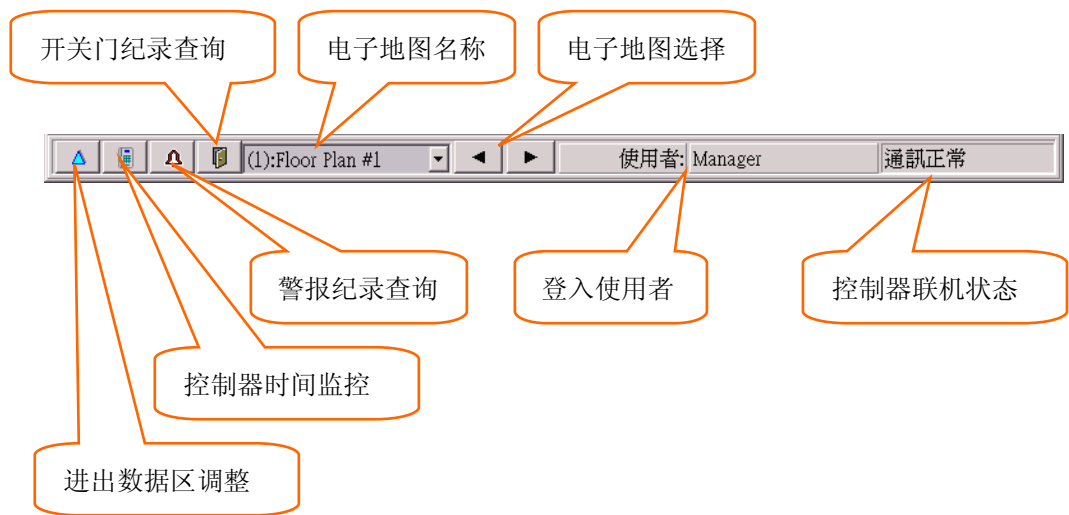 开关门纪录查询
电子地图名称
电子地图选择
(1):Floor Plan #1
使用者: Manager
通訊正常
警报纪录查询
登入使用者
控制器联机状态
控制器时间监控
进出数据区调整